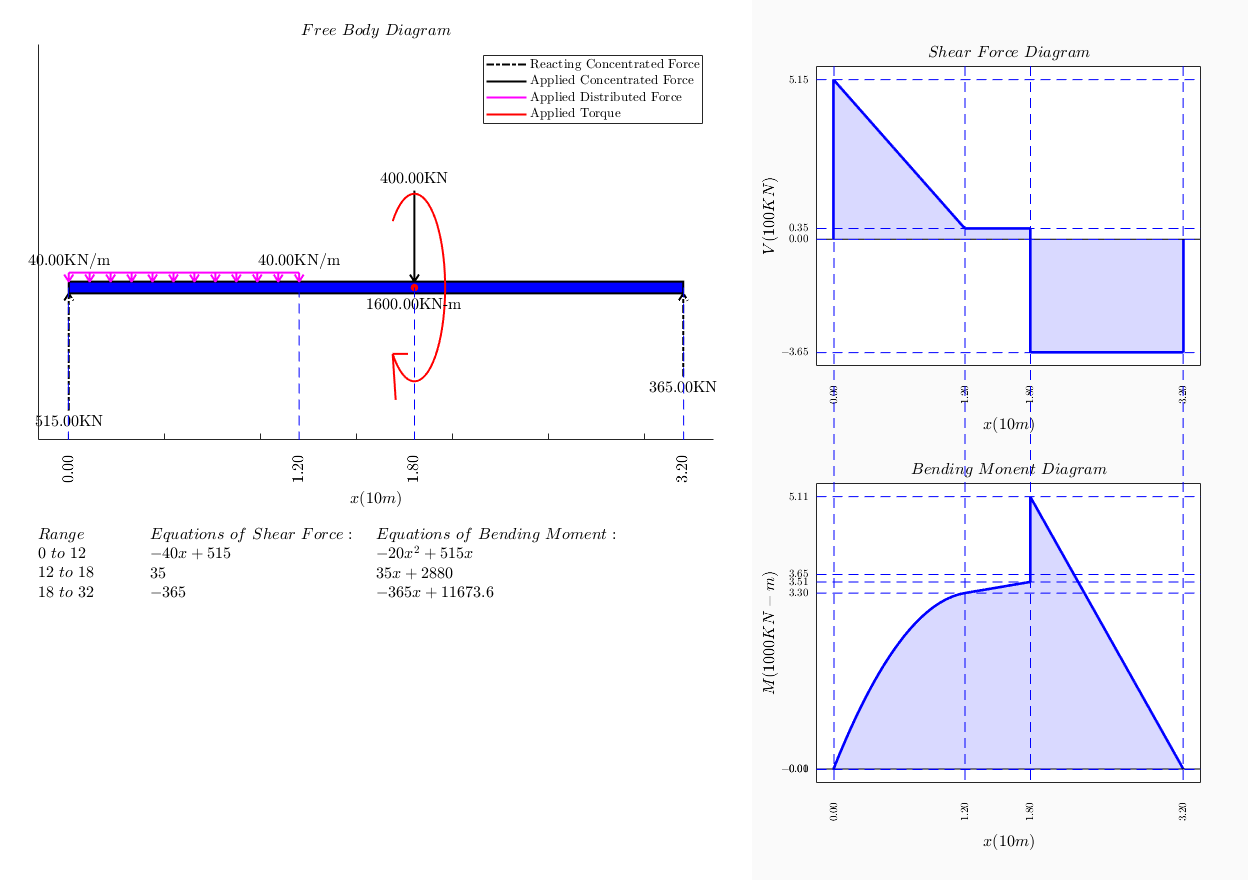 Free Body Diagram
Reacting Concentrated Force
Applied Concentrated Force
Applied Distributed Force
Applied Torque
400.00KN
40.00KN/m
40.00KN/m
1600.00KN-m
365.00KN
515.00KN
0.00
1.20
1.80
3.20
x(10m)
Range Equations of Shear Force : Equations of Bending Moment :
0 to 12 −40x + 515 −20x² + 515x
12 to 18 35 35x + 2880
18 to 32 −365 −365x + 11673.6
Shear Force Diagram
5.15
0.35
0.00
−3.65
V(100KN)
0.00
1.20
1.80
3.20
x(10m)
Bending Monent Diagram
5.11
3.65
3.51
3.30
M(1000KN − m)
0.00
1.20
1.80
3.20
x(10m)